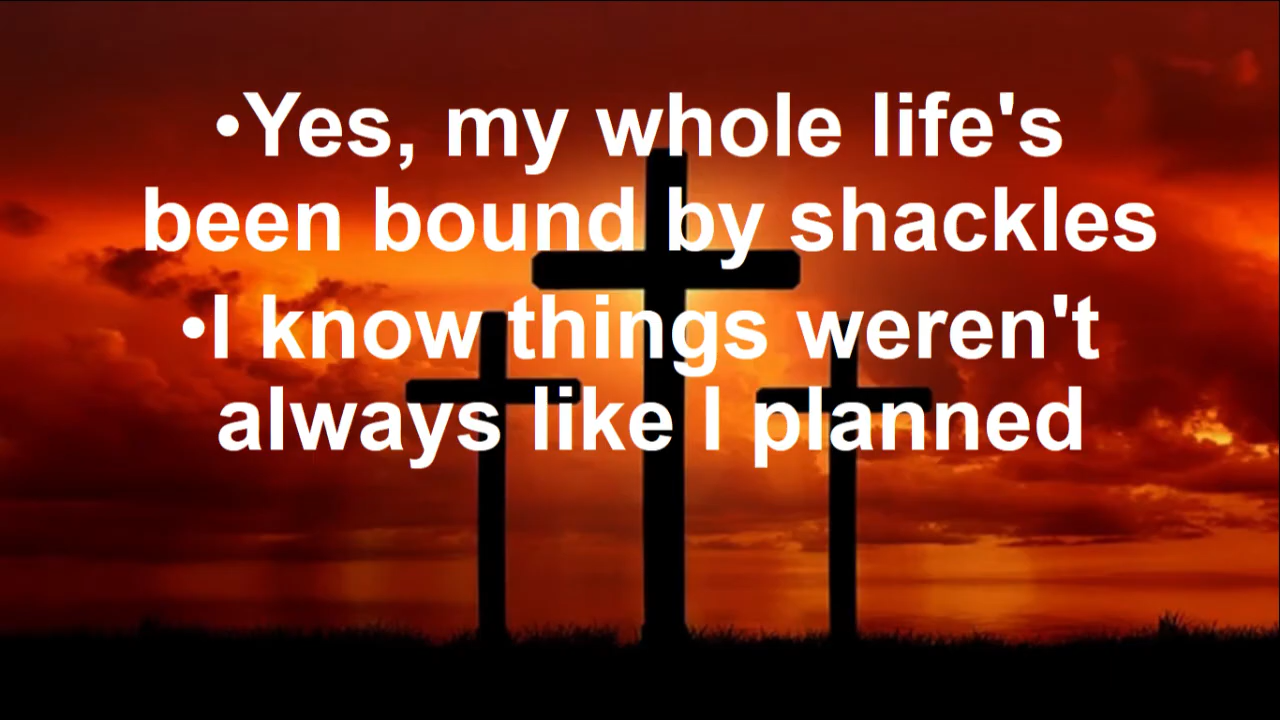 •Yes, my whole life's
been bound by shackles
•I know things weren't
always like I planned